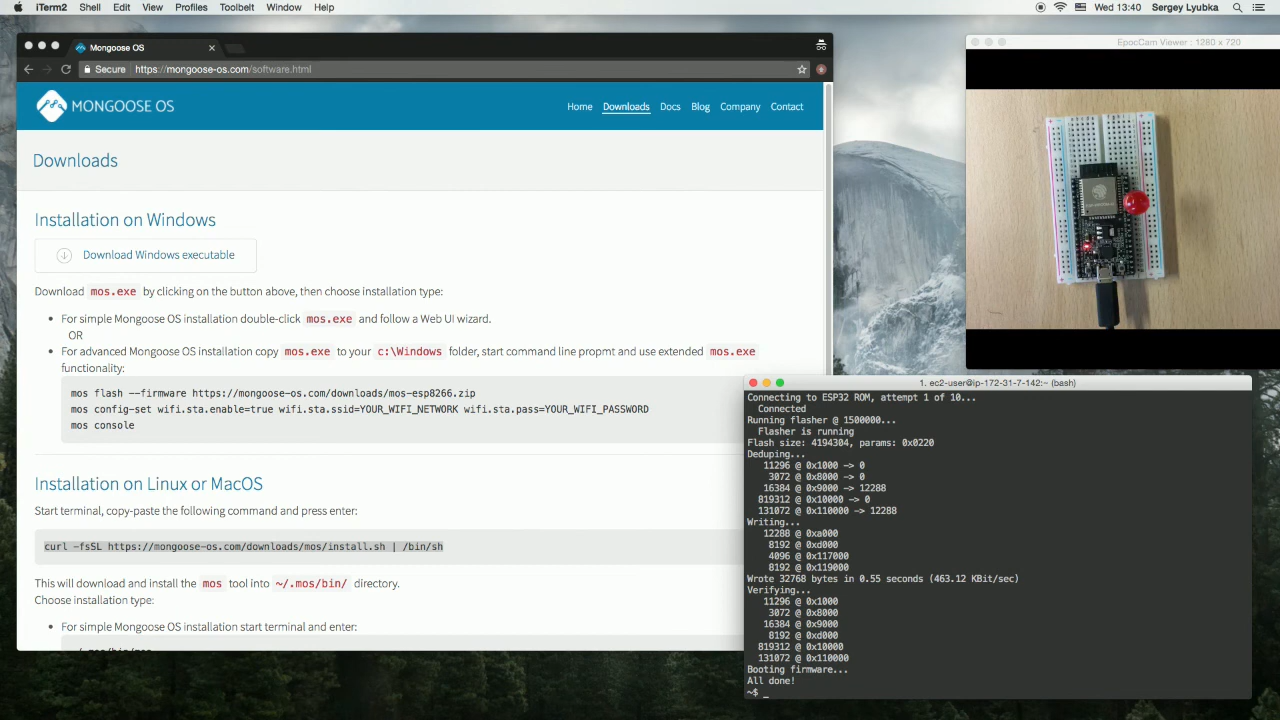 iTerm2 Shell Edit View Profiles Toolbelt Window Help Wed 13:40 Sergey Lyubka
Mongoose OS
Secure https://mongoose-os.com/software.html
MONGOOSE OS
Home Downloads Docs Blog Company Contact
Downloads
Installation on Windows
Download Windows executable
Download mos.exe by clicking on the button above, then choose installation type:
• For simple Mongoose OS installation double-click mos.exe and follow a Web UI wizard.
OR
• For advanced Mongoose OS installation copy mos.exe to your c:\Windows folder, start command line propmt and use extended mos.exe
functionality:
mos flash --firmware https://mongoose-os.com/downloads/mos-esp8266.zip
mos config-set wifi.sta.enable=true wifi.sta.ssid=YOUR_WIFI_NETWORK wifi.sta.pass=YOUR_WIFI_PASSWORD
mos console
Installation on Linux or MacOS
Start terminal, copy-paste the following command and press enter:
curl -fsSL https://mongoose-os.com/downloads/mos/install.sh | /bin/sh
This will download and install the mos tool into ~/.mos/bin/ directory.
Choose installation type:
• For simple Mongoose OS installation start terminal and enter:
EpocCam Viewer : 1280 x 720
1. ec2-user@ip-172-31-7-142:~ (bash)
Connecting to ESP32 ROM, attempt 1 of 10...
Connected
Running flasher @ 1500000...
Flasher is running
Flash size: 4194304, params: 0x0220
Deduping...
11296 @ 0x1000 -> 0
3072 @ 0x8000 -> 0
16384 @ 0x9000 -> 12288
819312 @ 0x10000 -> 0
131072 @ 0x110000 -> 12288
Writing...
12288 @ 0xa000
8192 @ 0xd000
4096 @ 0x117000
8192 @ 0x119000
Wrote 32768 bytes in 0.55 seconds (463.12 KBit/sec)
Verifying...
11296 @ 0x1000
3072 @ 0x8000
16384 @ 0x9000
8192 @ 0xd000
819312 @ 0x10000
131072 @ 0x110000
Booting firmware...
All done!
~$ _